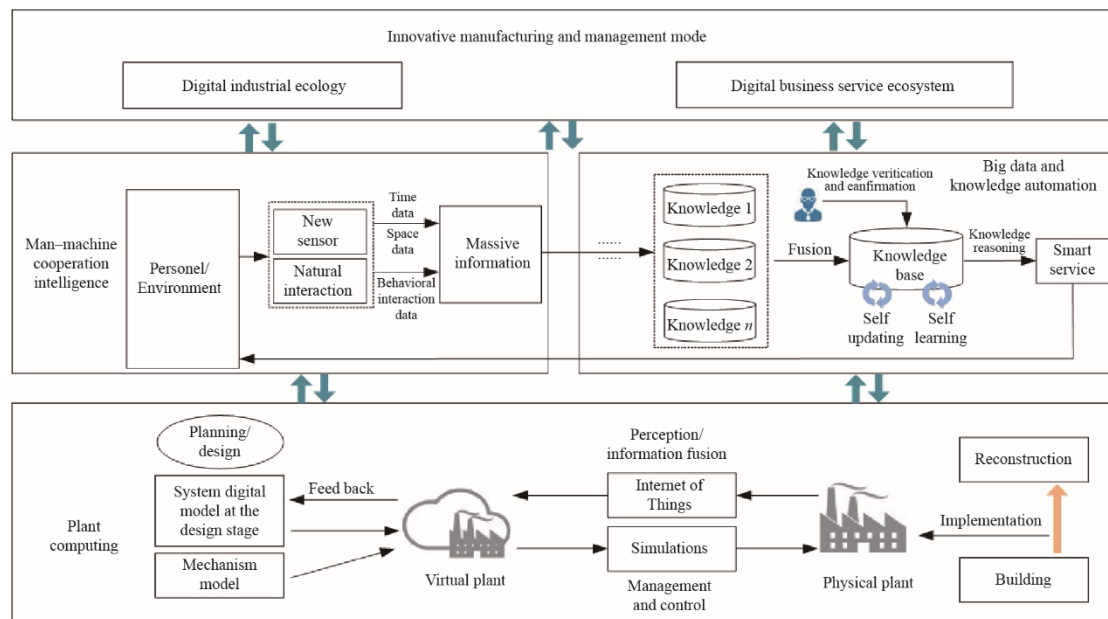 Innovative manufacturing and management mode
Digital industrial ecology
Digital business service ecosystem
Man–machine
cooperation
intelligence
Personel/
Environment
New
sensor
Natural
interaction
Time
data
Space
data
Behavioral
interaction
data
Massive
information
......
Knowledge 1
Knowledge 2
Knowledge n
Fusion
Knowledge veritication
and eanfirmation
Big data and
knowledge automation
Knowledge
base
Self
updating
Self
learning
Knowledge
reasoning
Smart
service
Plant
computing
Planning/
design
System digital
model at the
design stage
Mechanism
model
Feed back
Virtual plant
Perception/
information fusion
Internet of
Things
Simulations
Management
and control
Physical plant
Implementation
Reconstruction
Building